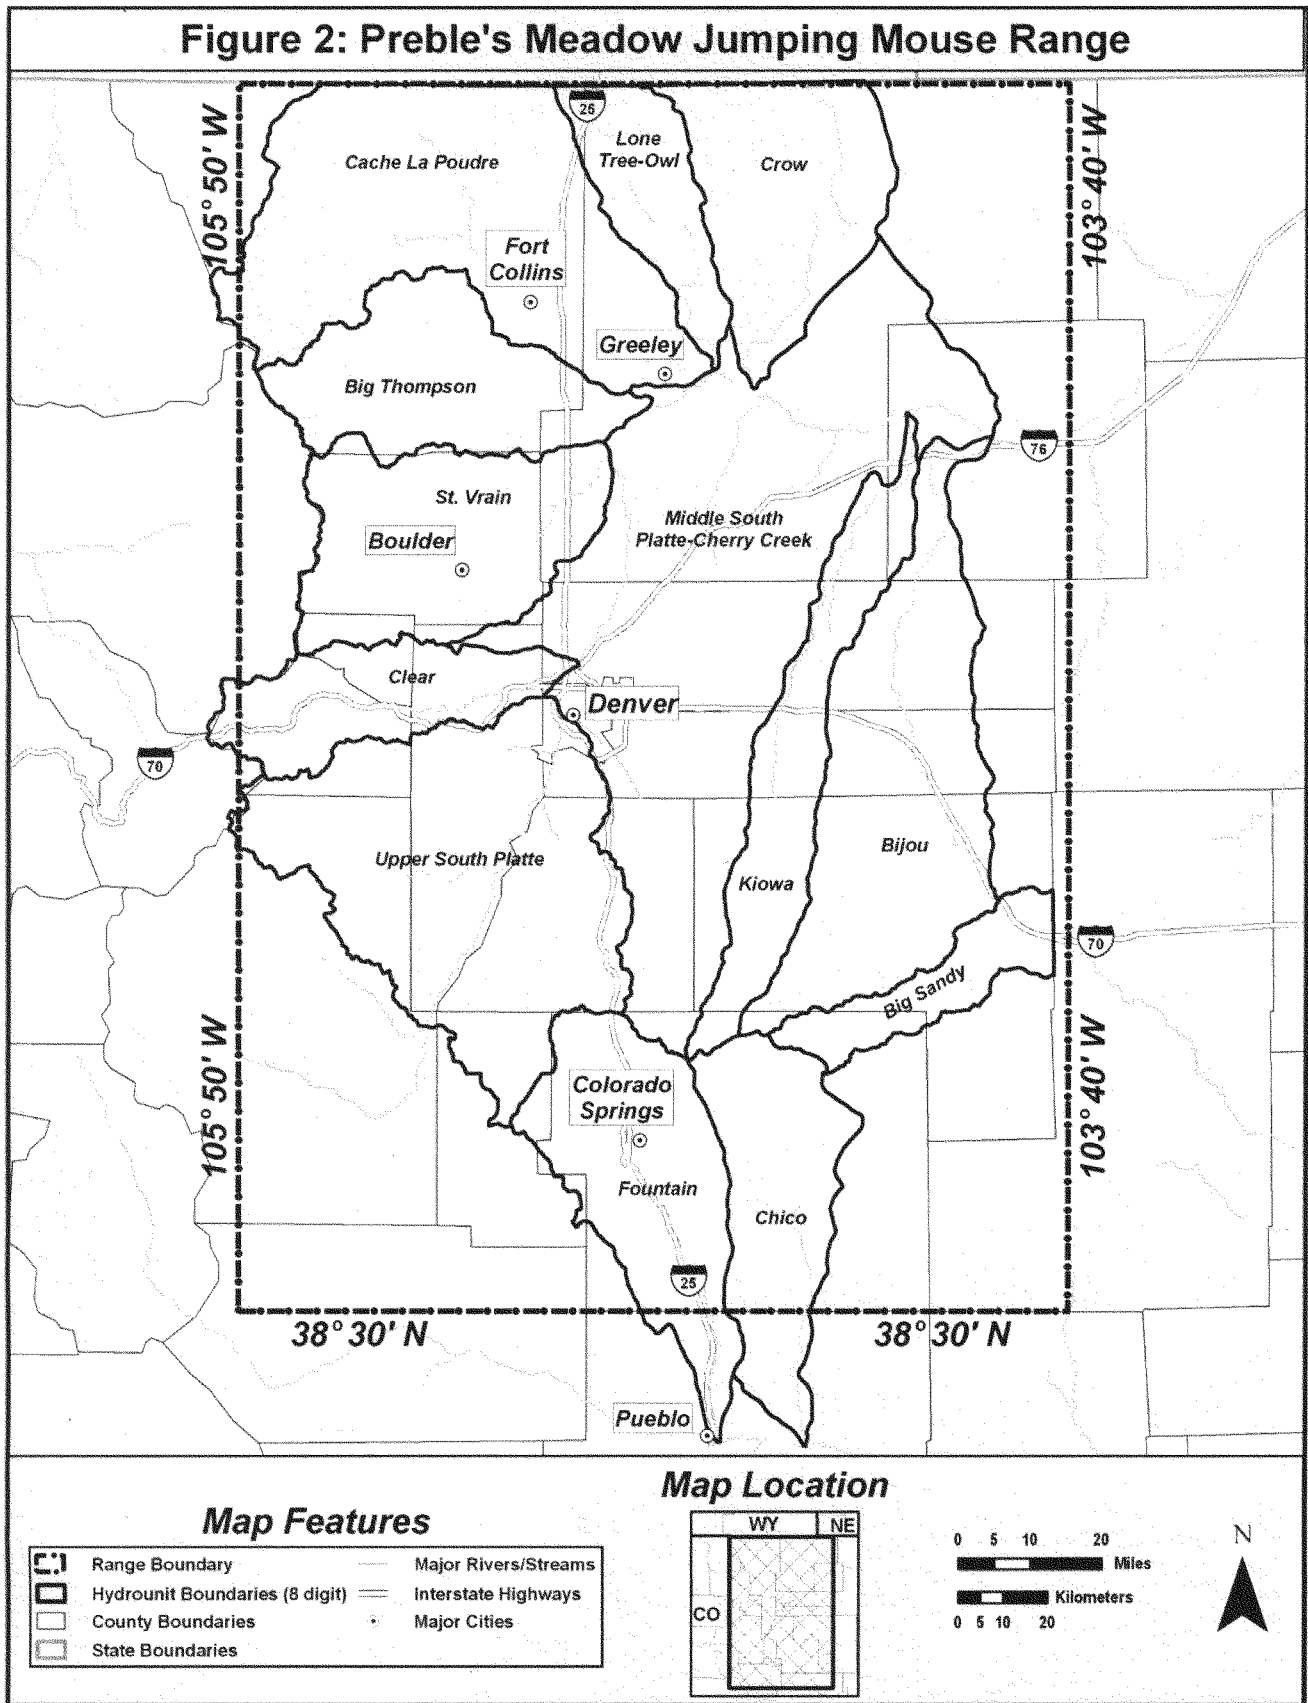 Figure 2: Preble's Meadow Jumping Mouse Range
105° 50' W
103° 40' W
25
Cache La Poudre
Lone
Tree-Owl
Crow
Fort
Collins
Greeley
Big Thompson
76
St. Vrain
Boulder
Middle South
Platte-Cherry Creek
Clear
Denver
70
Upper South Platte
Bijou
Kiowa
70
Big Sandy
105° 50' W
103° 40' W
Colorado
Springs
Fountain
Chico
25
38° 30' N
38° 30' N
Pueblo
Map Features
Range Boundary
Hydrounit Boundaries (8 digit)
County Boundaries
State Boundaries
Major Rivers/Streams
Interstate Highways
Major Cities
Map Location
WY
NE
CO
0 5 10 20
Miles
Kilometers
0 5 10 20
N